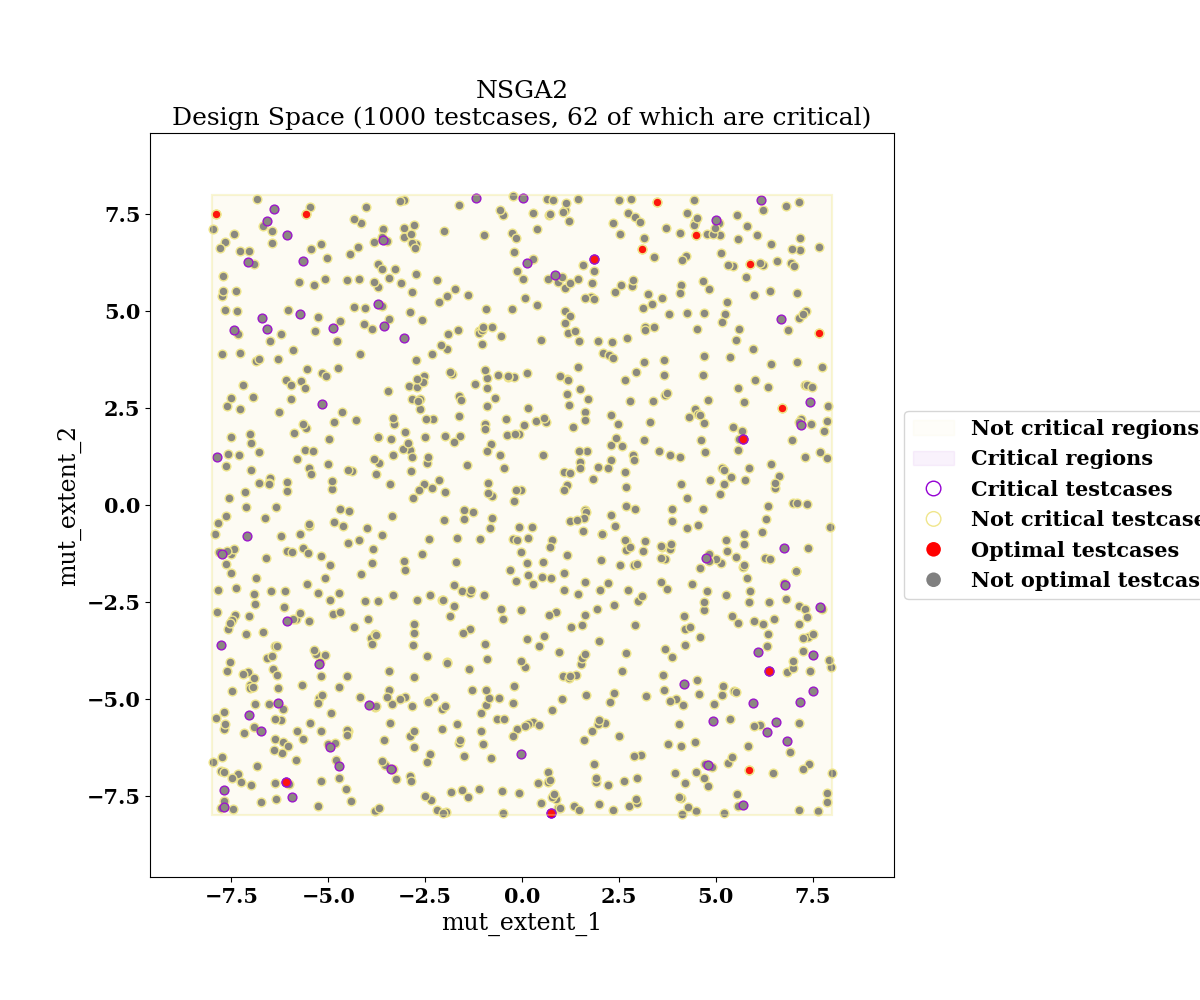 NSGA2
Design Space (1000 testcases, 62 of which are critical)
7.5
5.0
2.5
0.0
−2.5
−5.0
−7.5
mut_extent_2
−7.5 −5.0 −2.5 0.0 2.5 5.0 7.5
mut_extent_1
Not critical regions
Critical regions
Critical testcases
Not critical testcase
Optimal testcases
Not optimal testcas